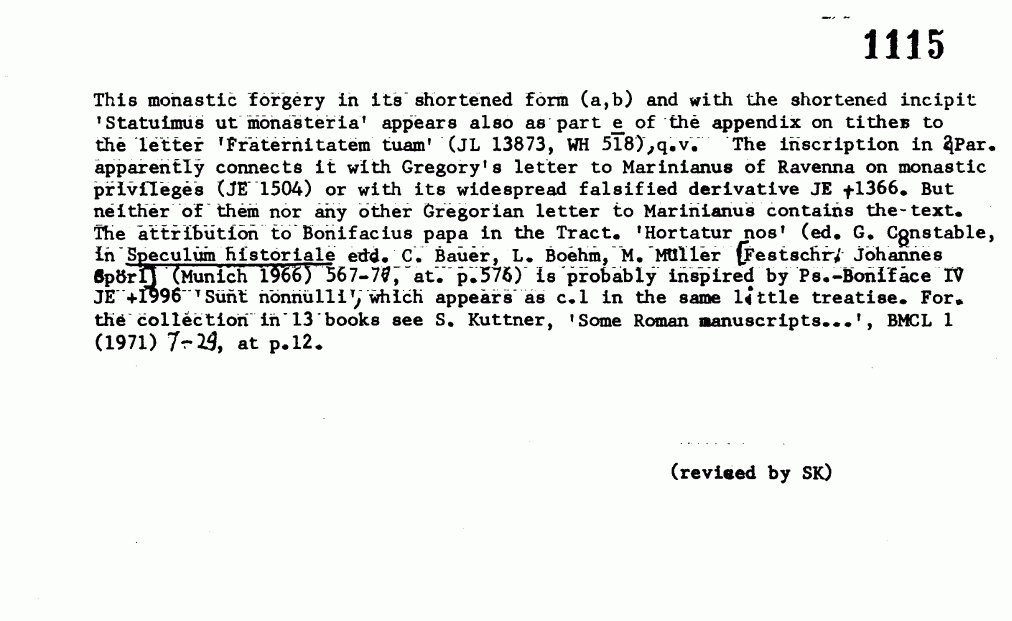 1115
This monastic forgery in its shortened form (a,b) and with the shortened incipit
'Statuimus ut monasteria' appears also as part e of the appendix on tithes to
the letter 'Fraternitatem tuam' (JL 13873, WH 518), q.v. The inscription in 2Par.
apparently connects it with Gregory's letter to Marinianus of Ravenna on monastic
privileges (JE 1504) or with its widespread falsified derivative JE +1366. But
neither of them nor any other Gregorian letter to Marinianus contains the text.
The attribution to Bonifacius papa in the Tract. 'Hortatur nos' (ed. G. Constable,
in Speculum historiale edd. C. Bauer, L. Boehm, M. Müller [Festschr. Johannes
Spörl] (Munich 1966) 567-77, at p.576) is probably inspired by Ps.-Boniface IV
JE +1996 'Sunt nonnulli', which appears as c.1 in the same little treatise. For
the collection in 13 books see S. Kuttner, 'Some Roman manuscripts...', BMCL 1
(1971) 7-29, at p.12.
(revised by SK)